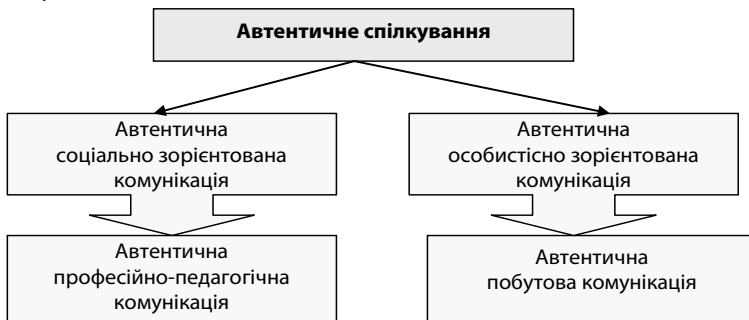 Автентичне спілкування
Автентична
соціально зорієнтована
комунікація
Автентична
особистісно зорієнтована
комунікація
Автентична
професійно-педагогічна
комунікація
Автентична
побутова комунікація